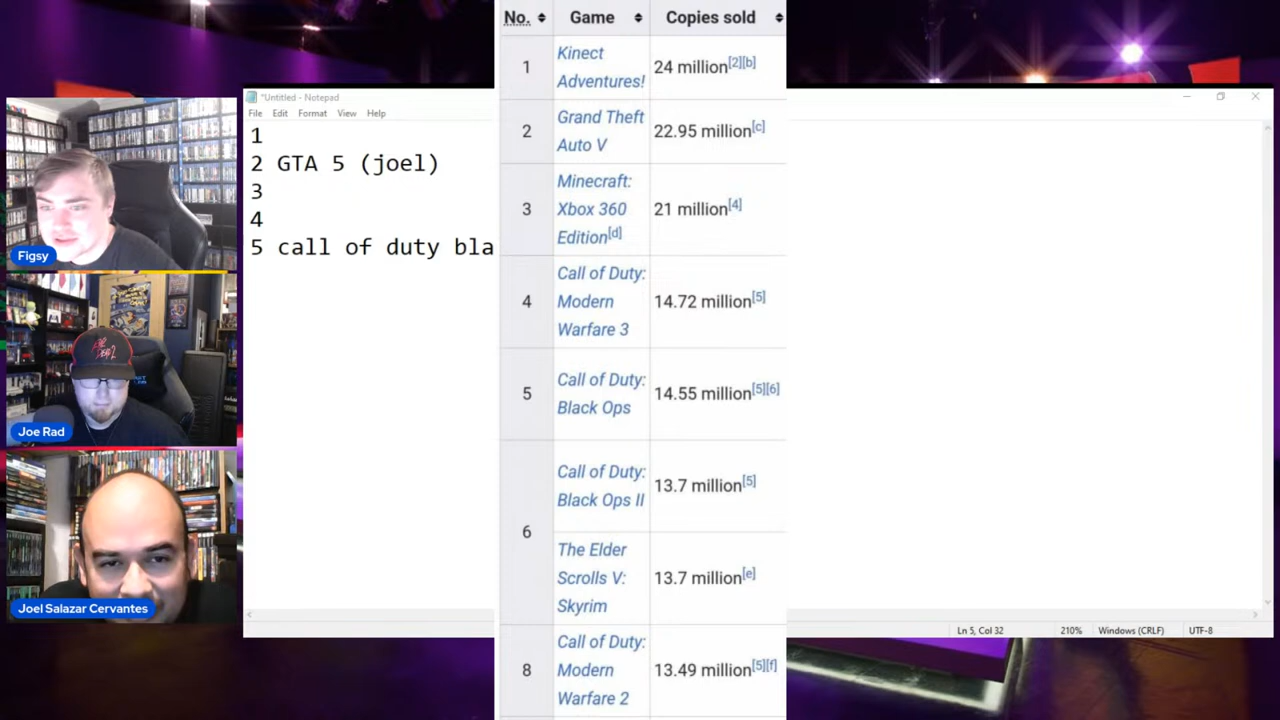 No. Game Copies sold
1 Kinect Adventures! 24 million[2][b]
2 Grand Theft Auto V 22.95 million[c]
3 Minecraft: Xbox 360 Edition[d] 21 million[4]
4 Call of Duty: Modern Warfare 3 14.72 million[5]
5 Call of Duty: Black Ops 14.55 million[5][6]
6 Call of Duty: Black Ops II 13.7 million[5]
The Elder Scrolls V: Skyrim 13.7 million[e]
8 Call of Duty: Modern Warfare 2 13.49 million[5][f]
*Untitled - Notepad
File Edit Format View Help
1
2 GTA 5 (joel)
3
4
5 call of duty bla
Ln 5, Col 32 210% Windows (CRLF) UTF-8
Figsy
Joe Rad
Joel Salazar Cervantes